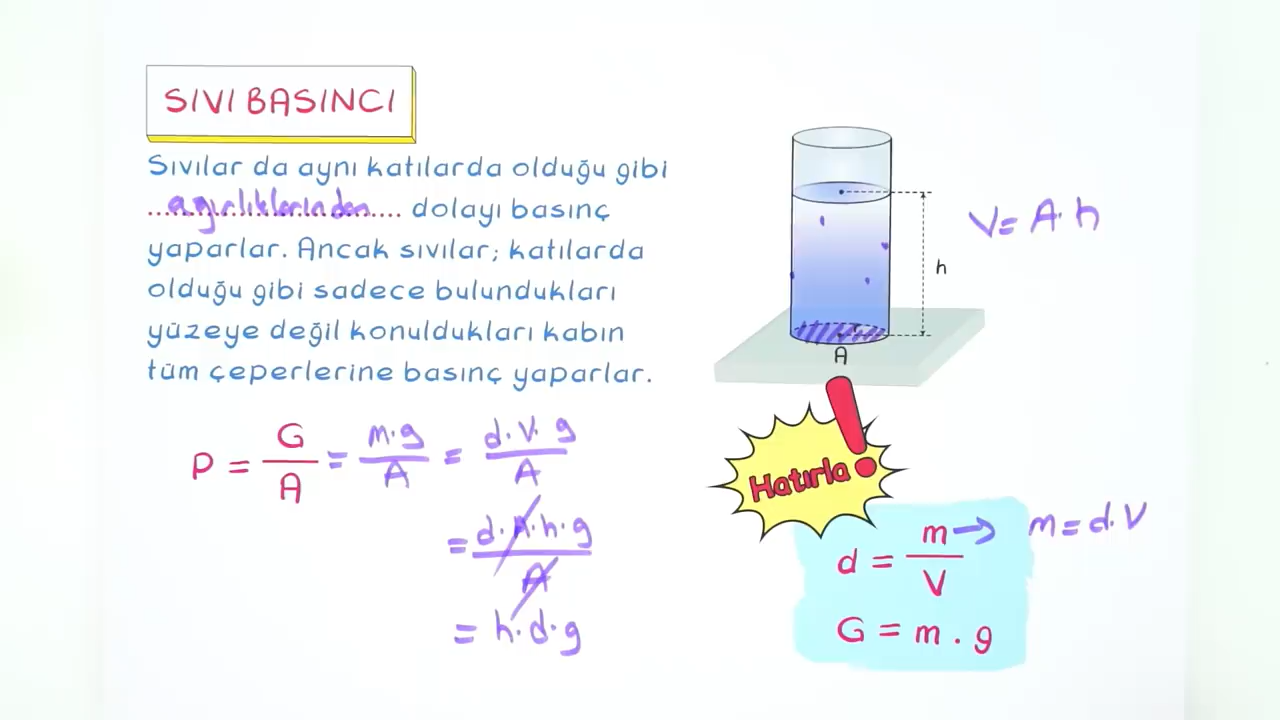 SIVI BASINCI
Sıvılar da aynı katılarda olduğu gibi
...ağırlıklarından.... dolayı basınç
yaparlar. Ancak sıvılar; katılarda
olduğu gibi sadece bulundukları
yüzeye değil konuldukları kabın
tüm çeperlerine basınç yaparlar.
P = G/A = m.g/A = d.V.g/A
= d.A.h.g/A
= h.d.g
h
A
V = A.h
Hatırla!
d = m/V → m = d.V
G = m . g